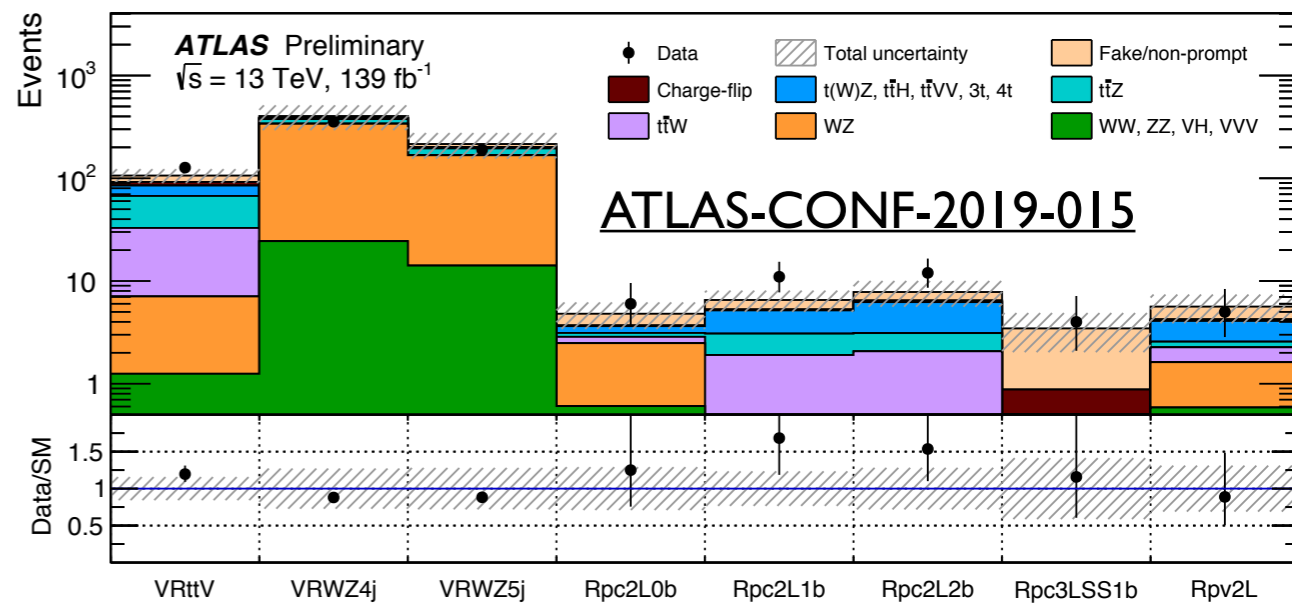 Events
10³
10²
10
1
ATLAS Preliminary
√s = 13 TeV, 139 fb⁻¹
Data
Total uncertainty
Fake/non-prompt
Charge-flip
t(W)Z, tt̄H, tt̄VV, 3t, 4t
tt̄Z
tt̄W
WZ
WW, ZZ, VH, VVV
ATLAS-CONF-2019-015
Data/SM
1.5
1
0.5
VRttV
VRWZ4j
VRWZ5j
Rpc2L0b
Rpc2L1b
Rpc2L2b
Rpc3LSS1b
Rpv2L